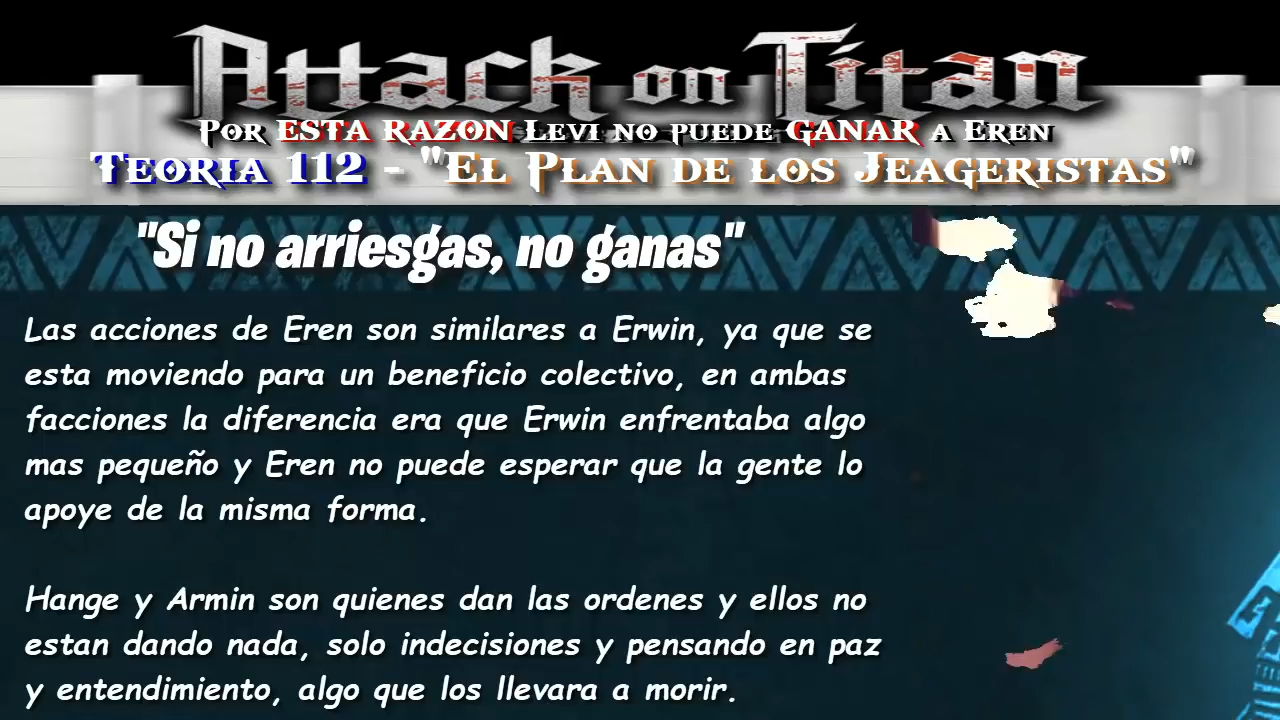 Attack on Titan
Por ESTA RAZON Levi no puede GANAR a Eren
Teoria 112 - "El Plan de los Jeageristas"
"Si no arriesgas, no ganas"
Las acciones de Eren son similares a Erwin, ya que se
esta moviendo para un beneficio colectivo, en ambas
facciones la diferencia era que Erwin enfrentaba algo
mas pequeño y Eren no puede esperar que la gente lo
apoye de la misma forma.
Hange y Armin son quienes dan las ordenes y ellos no
estan dando nada, solo indecisiones y pensando en paz
y entendimiento, algo que los llevara a morir.